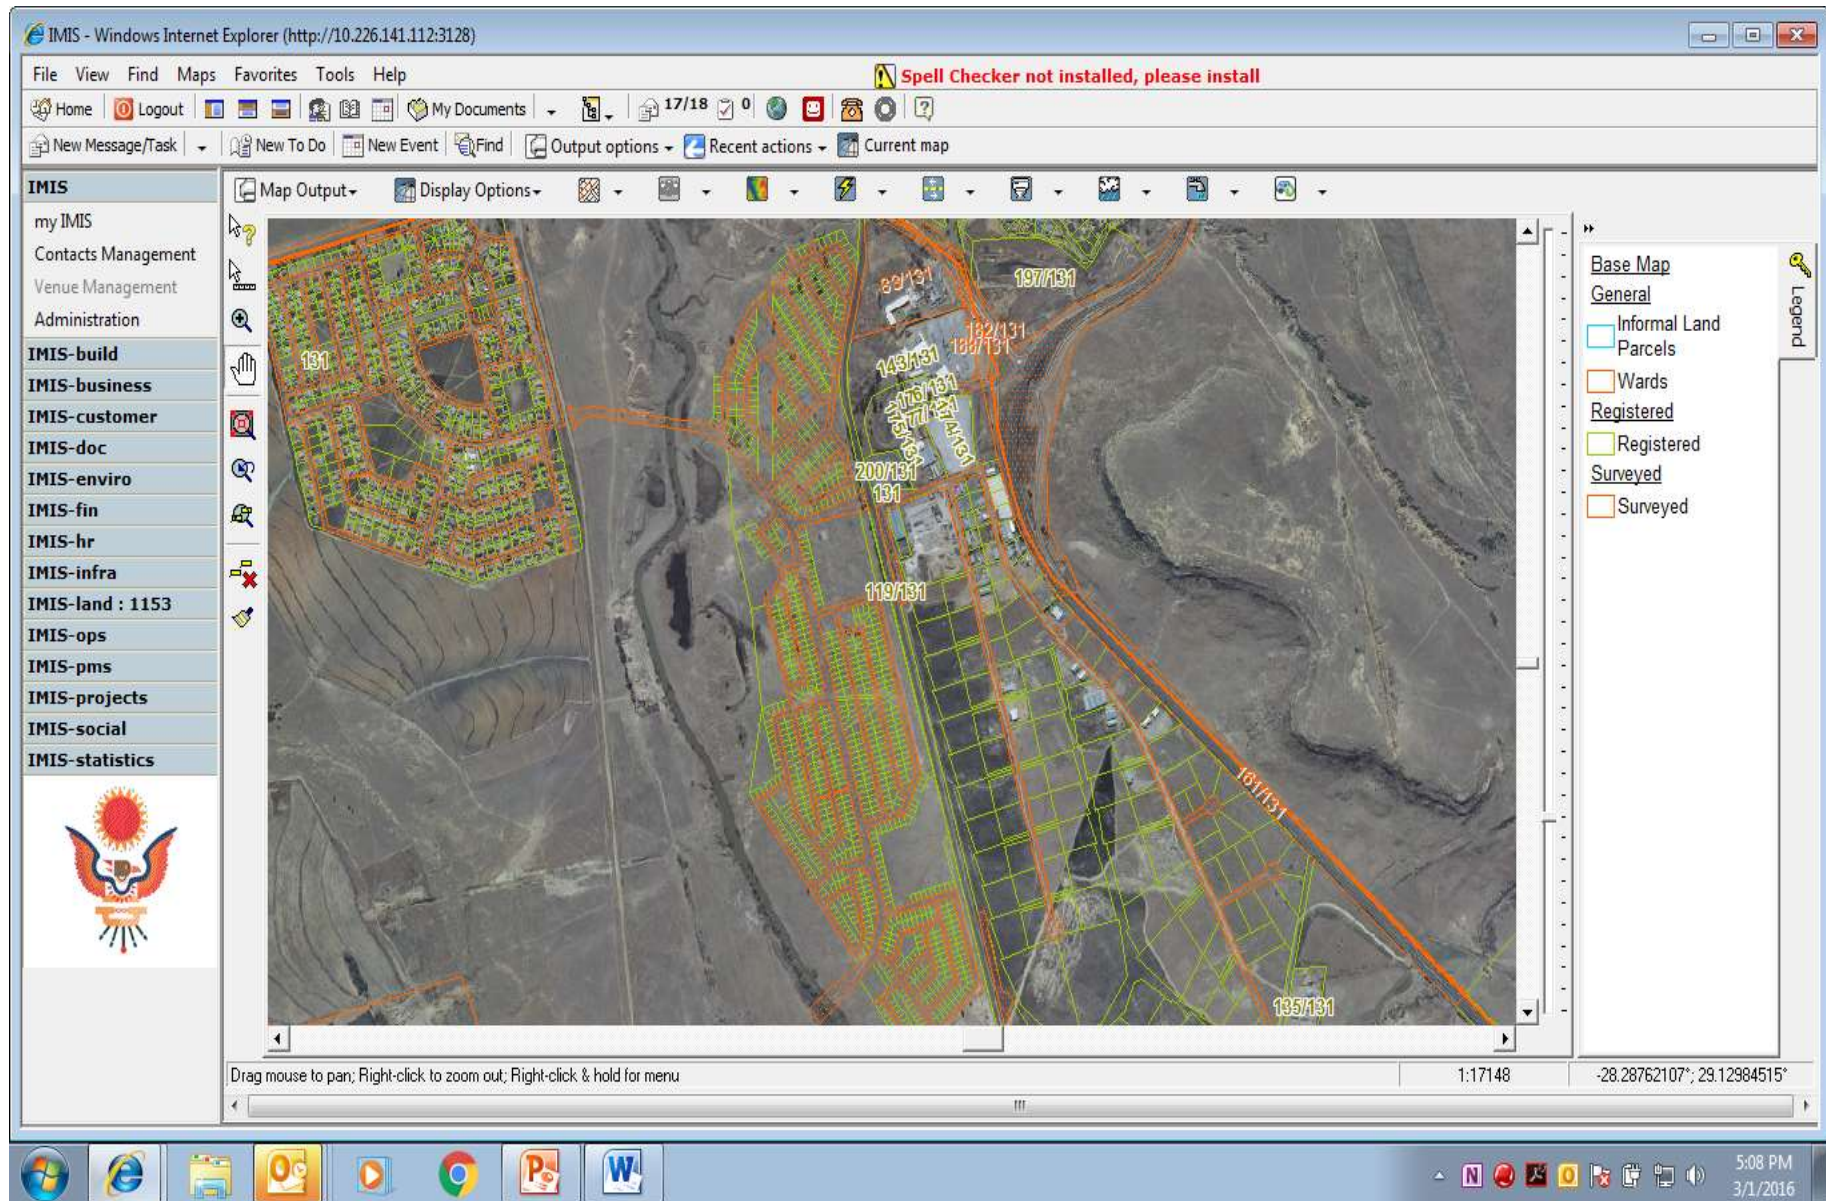 IMIS - Windows Internet Explorer (http://10.226.141.112:3128)
File View Find Maps Favorites Tools Help
Spell Checker not installed, please install
Home Logout My Documents 17/18 0
New Message/Task New To Do New Event Find Output options Recent actions Current map
IMIS
my IMIS
Contacts Management
Venue Management
Administration
IMIS-build
IMIS-business
IMIS-customer
IMIS-doc
IMIS-enviro
IMIS-fin
IMIS-hr
IMIS-infra
IMIS-land : 1153
IMIS-ops
IMIS-pms
IMIS-projects
IMIS-social
IMIS-statistics
Map Output Display Options
131
197/131
182/131
143/131
176/131
200/131
131
119/131
161/131
135/131
Legend
Base Map
General
Informal Land
Parcels
Wards
Registered
Registered
Surveyed
Surveyed
Drag mouse to pan; Right-click to zoom out; Right-click & hold for menu
1:17148
-28.28762107°; 29.12984515°
5:08 PM
3/1/2016